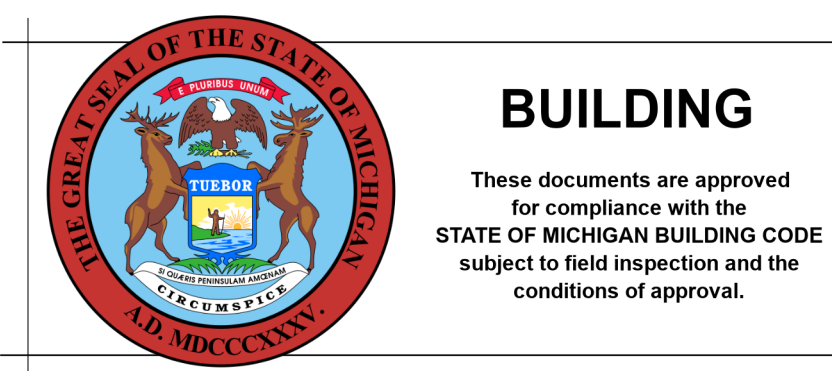 THE GREAT SEAL OF THE STATE OF MICHIGAN
E PLURIBUS UNUM
TUEBOR
SI QUÆRIS PENINSULAM AMŒNAM
CIRCUMSPICE
A.D. MDCCCXXXV.
BUILDING
These documents are approved
for compliance with the
STATE OF MICHIGAN BUILDING CODE
subject to field inspection and the
conditions of approval.